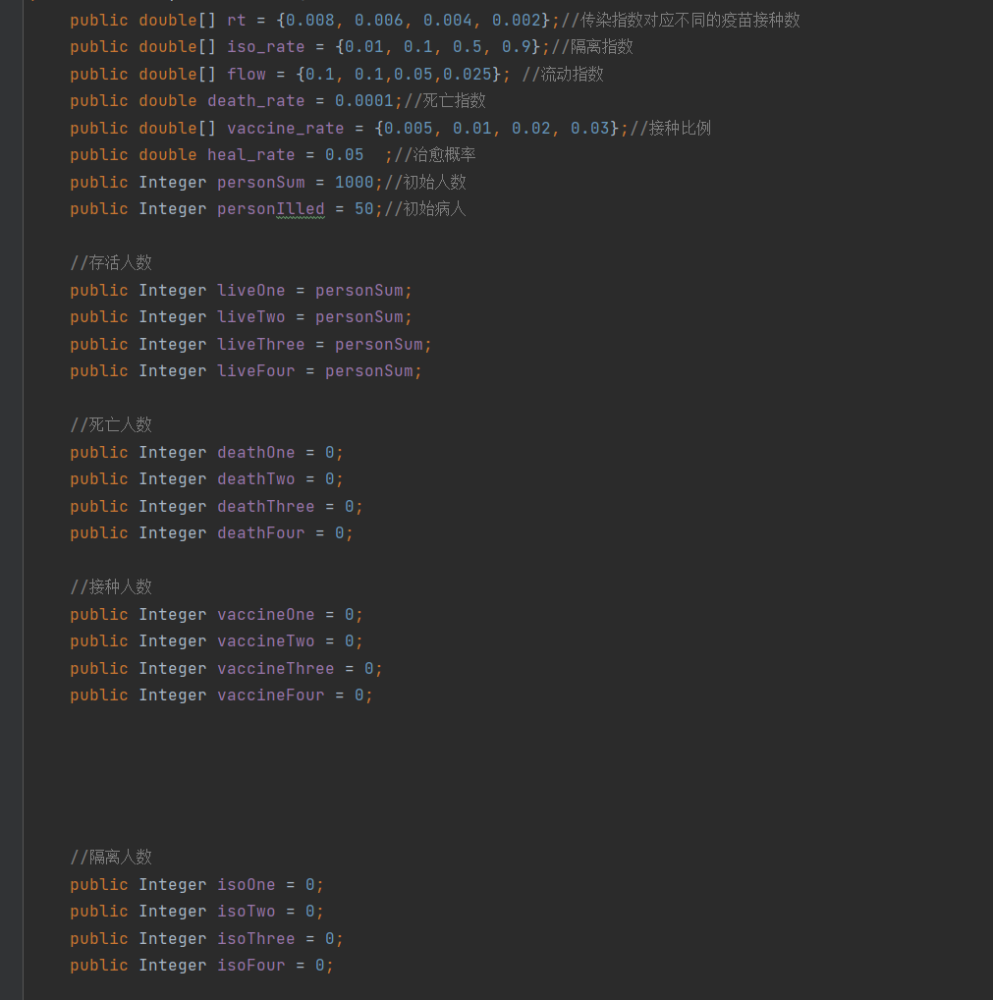 public double[] rt = {0.008, 0.006, 0.004, 0.002};//传染指数对应不同的疫苗接种数
public double[] iso_rate = {0.01, 0.1, 0.5, 0.9};//隔离指数
public double[] flow = {0.1, 0.1,0.05,0.025}; //流动指数
public double death_rate = 0.0001;//死亡指数
public double[] vaccine_rate = {0.005, 0.01, 0.02, 0.03};//接种比例
public double heal_rate = 0.05  ;//治愈概率
public Integer personSum = 1000;//初始人数
public Integer personIlled = 50;//初始病人
//存活人数
public Integer liveOne = personSum;
public Integer liveTwo = personSum;
public Integer liveThree = personSum;
public Integer liveFour = personSum;
//死亡人数
public Integer deathOne = 0;
public Integer deathTwo = 0;
public Integer deathThree = 0;
public Integer deathFour = 0;
//接种人数
public Integer vaccineOne = 0;
public Integer vaccineTwo = 0;
public Integer vaccineThree = 0;
public Integer vaccineFour = 0;
//隔离人数
public Integer isoOne = 0;
public Integer isoTwo = 0;
public Integer isoThree = 0;
public Integer isoFour = 0;